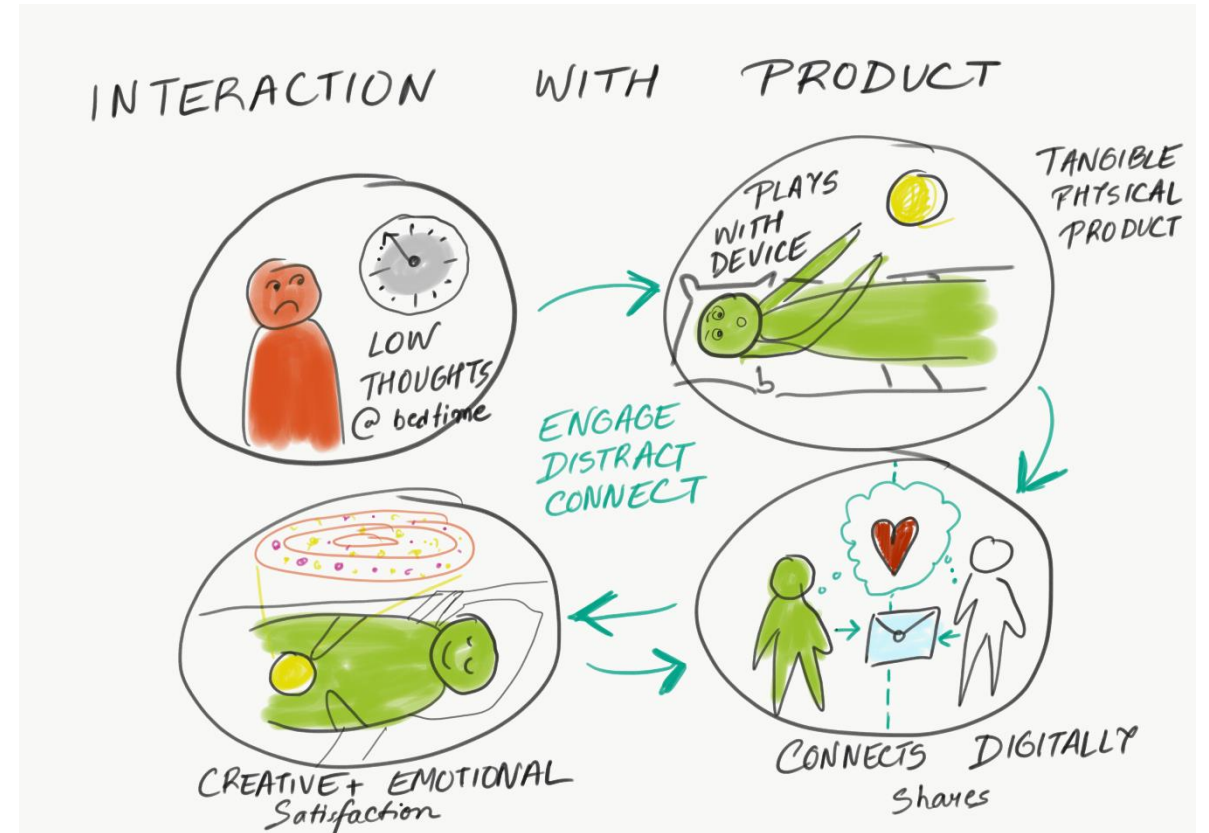 INTERACTION WITH PRODUCT
LOW
THOUGHTS
@ bedtime
PLAYS
WITH
DEVICE
TANGIBLE
PHYSICAL
PRODUCT
ENGAGE
DISTRACT
CONNECT
CREATIVE + EMOTIONAL
Satisfaction
CONNECTS DIGITALLY
Shares